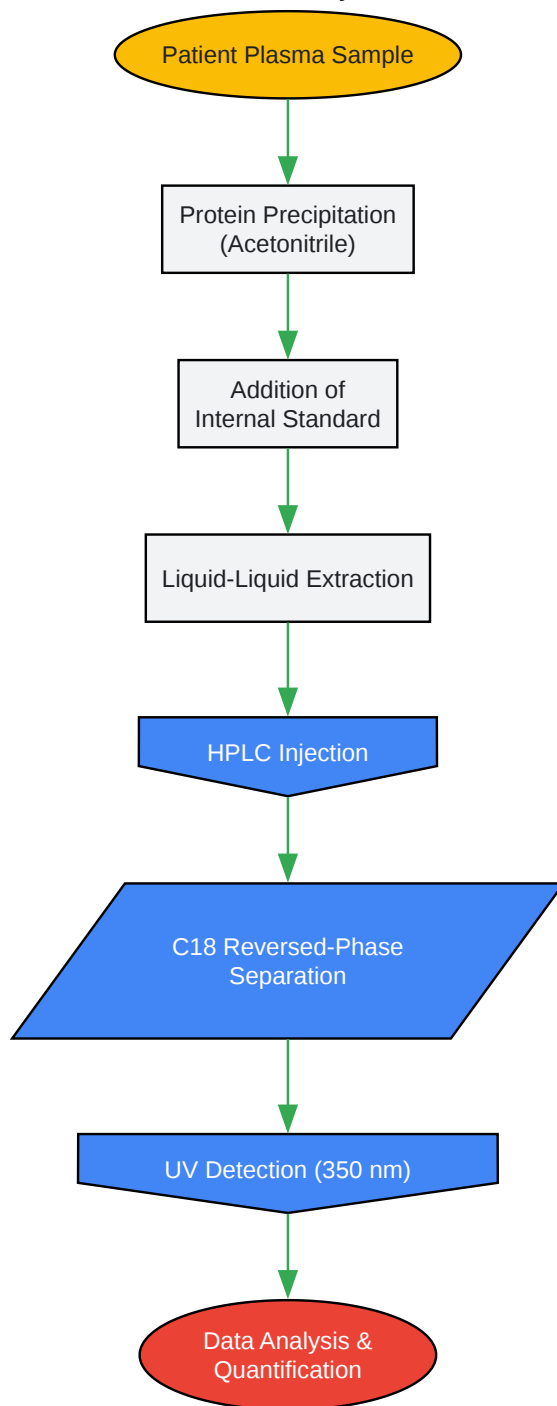 Patient Plasma Sample
Protein Precipitation
(Acetonitrile)
Addition of
Internal Standard
Liquid-Liquid Extraction
HPLC Injection
C18 Reversed-Phase
Separation
UV Detection (350 nm)
Data Analysis &
Quantification